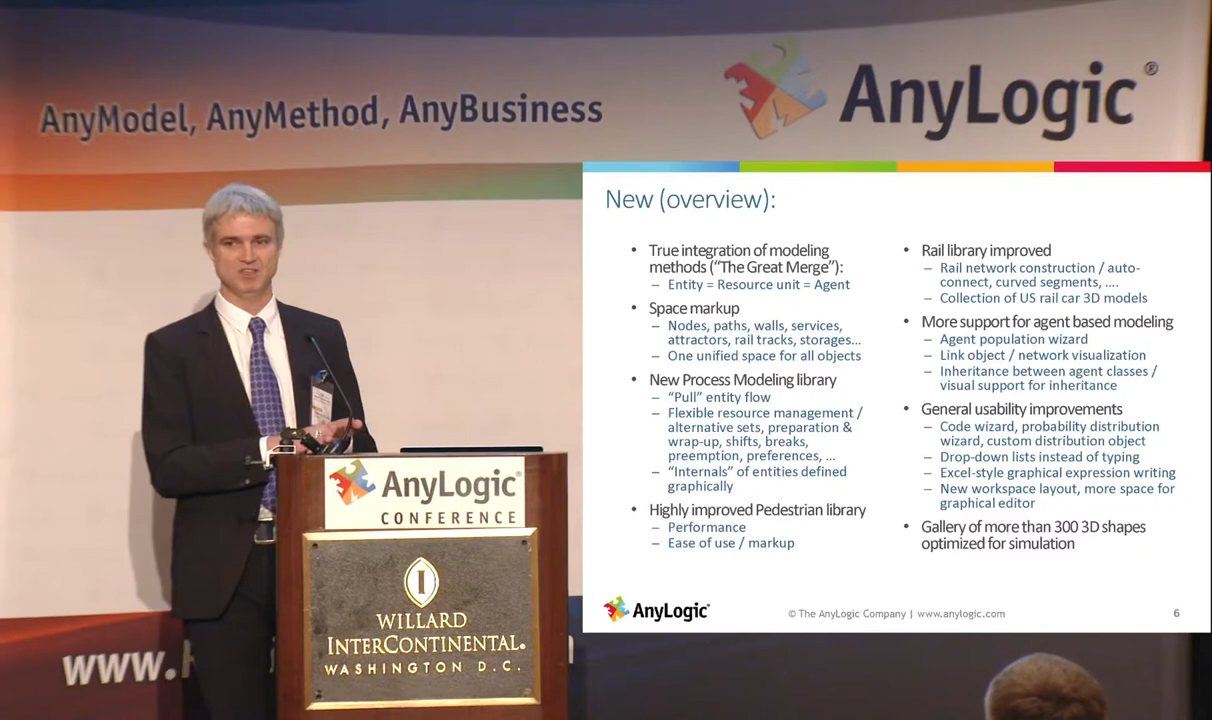 AnyModel, AnyMethod, AnyBusiness
AnyLogic®
New (overview):
• True integration of modeling
methods (“The Great Merge”):
– Entity = Resource unit = Agent
• Space markup
– Nodes, paths, walls, services,
attractors, rail tracks, storages...
– One unified space for all objects
• New Process Modeling library
– “Pull” entity flow
– Flexible resource management /
alternative sets, preparation &
wrap-up, shifts, breaks,
preemption, preferences, ...
– “Internals” of entities defined
graphically
• Highly improved Pedestrian library
– Performance
– Ease of use / markup
• Rail library improved
– Rail network construction / auto-
connect, curved segments, ....
– Collection of US rail car 3D models
• More support for agent based modeling
– Agent population wizard
– Link object / network visualization
– Inheritance between agent classes /
visual support for inheritance
• General usability improvements
– Code wizard, probability distribution
wizard, custom distribution object
– Drop-down lists instead of typing
– Excel-style graphical expression writing
– New workspace layout, more space for
graphical editor
• Gallery of more than 300 3D shapes
optimized for simulation
AnyLogic®
© The AnyLogic Company | www.anylogic.com
6
AnyLogic®
CONFERENCE
I
WILLARD
INTERCONTINENTAL®
WASHINGTON D.C.
www.